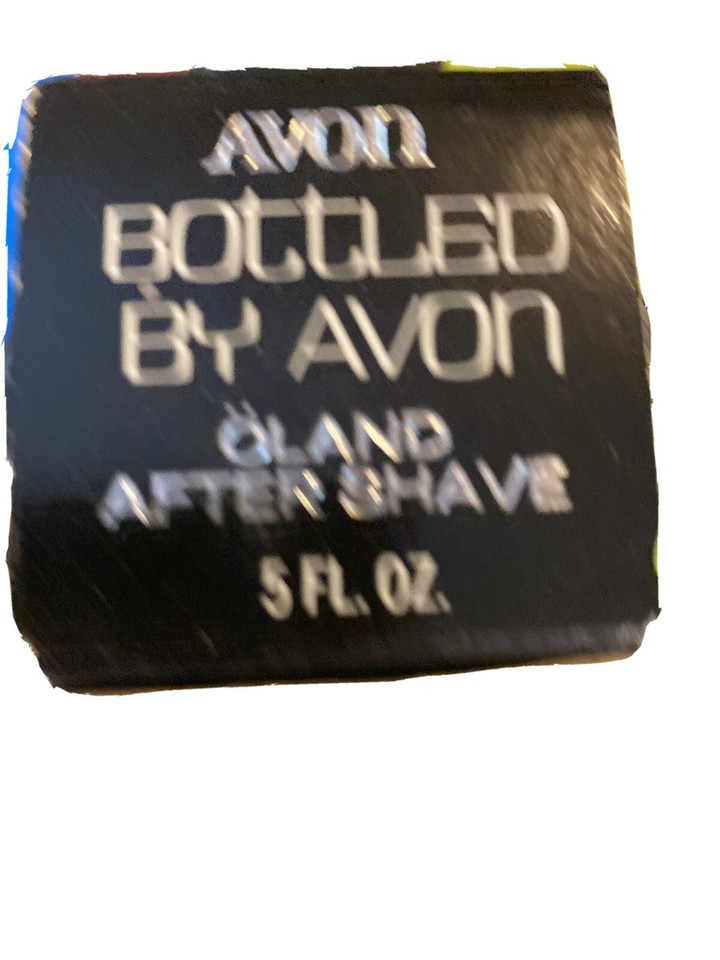 AVON
BOTTLED
BY AVON
ÖLAND
AFTER SHAVE
5 FL. OZ.